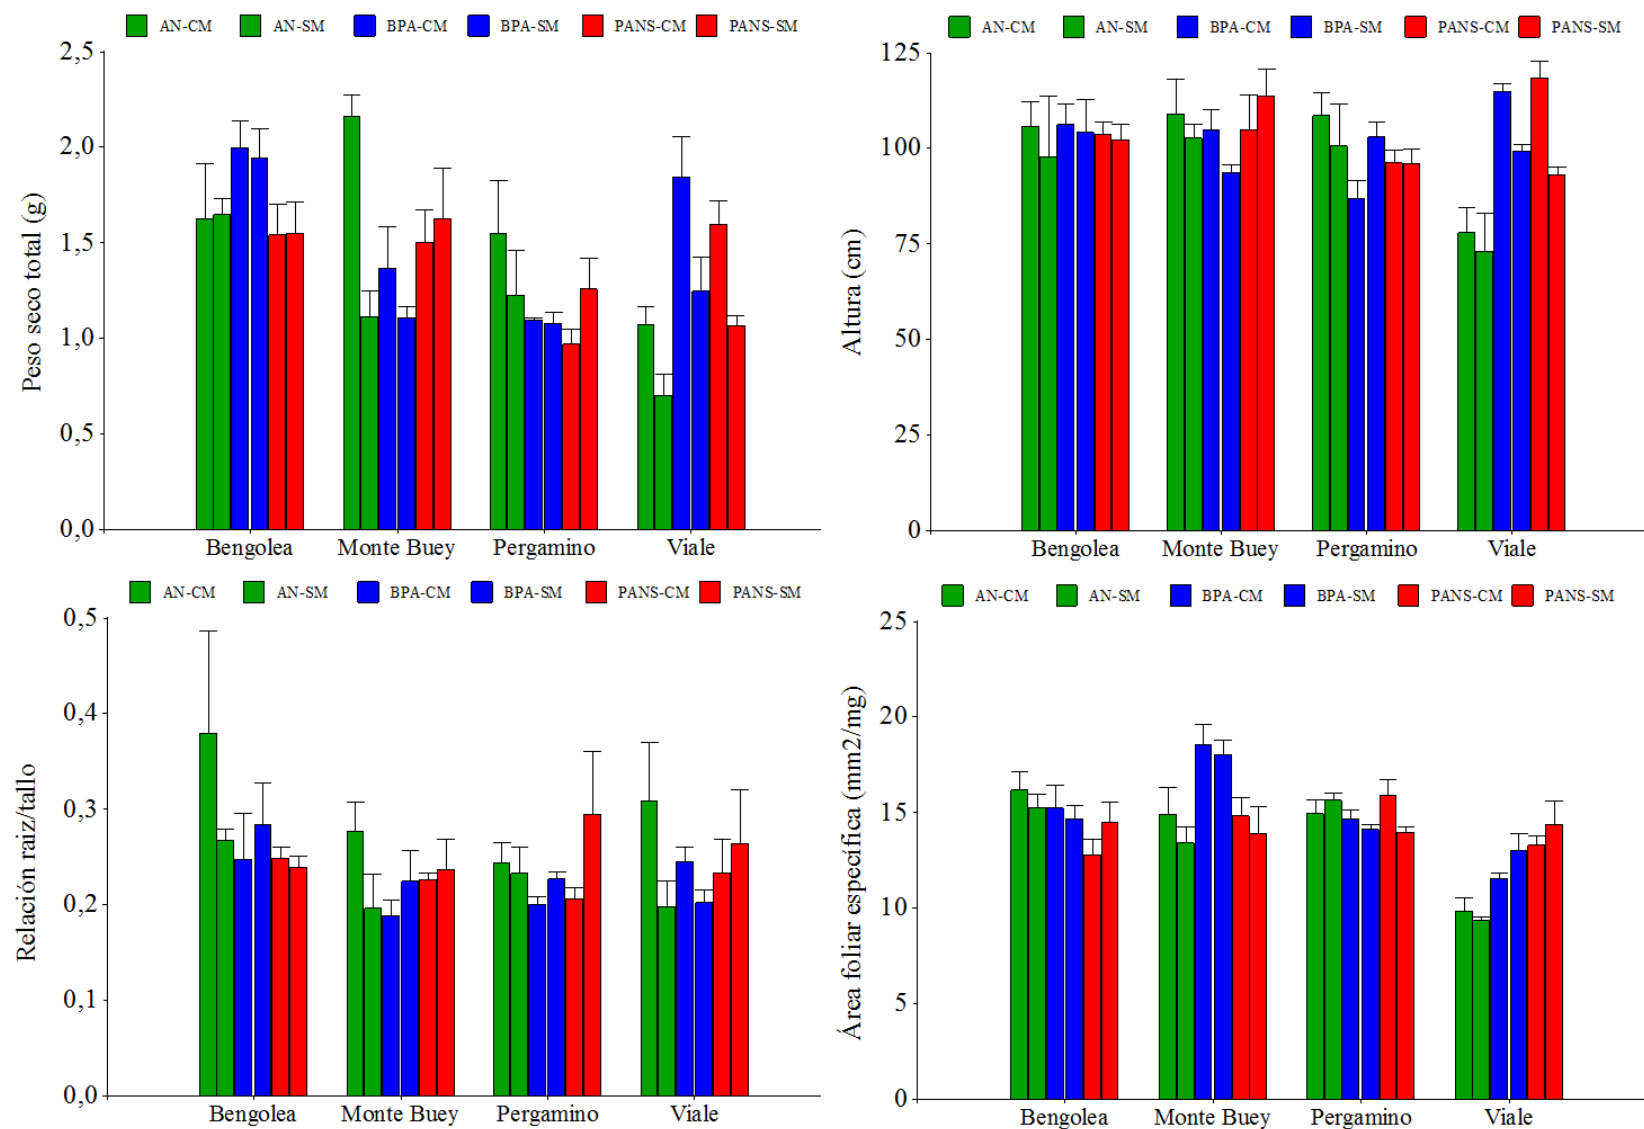 AN-CM AN-SM BPA-CM BPA-SM PANS-CM PANS-SM
Peso seco total (g)
2,5
2,0
1,5
1,0
0,5
0,0
Bengolea Monte Buey Pergamino Viale
AN-CM AN-SM BPA-CM BPA-SM PANS-CM PANS-SM
Altura (cm)
125
100
75
50
25
0
Bengolea Monte Buey Pergamino Viale
AN-CM AN-SM BPA-CM BPA-SM PANS-CM PANS-SM
Relación raiz/tallo
0,5
0,4
0,3
0,2
0,1
0,0
Bengolea Monte Buey Pergamino Viale
AN-CM AN-SM BPA-CM BPA-SM PANS-CM PANS-SM
Área foliar específica (mm2/mg)
25
20
15
10
5
0
Bengolea Monte Buey Pergamino Viale